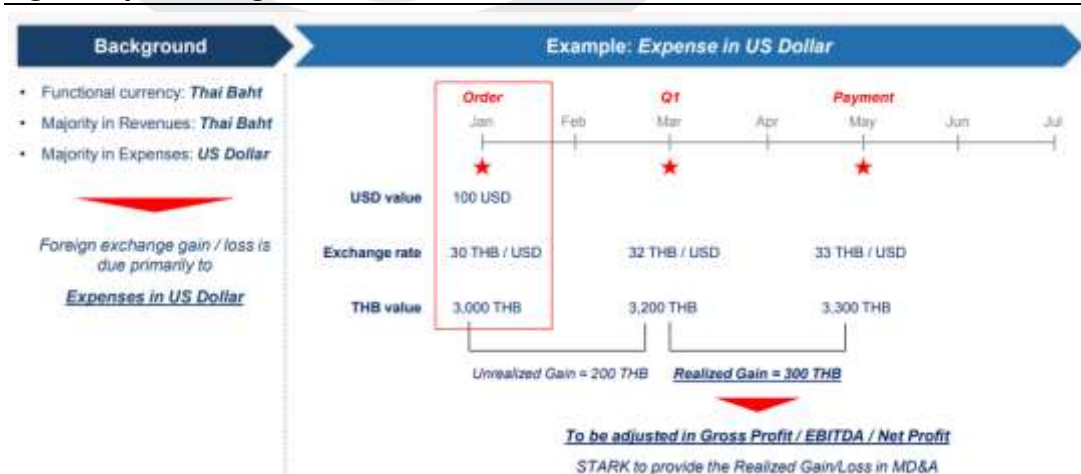 Background
Example: Expense in US Dollar
• Functional currency: Thai Baht
• Majority in Revenues: Thai Baht
• Majority in Expenses: US Dollar
Foreign exchange gain / loss is
due primarily to
Expenses in US Dollar
Order Q1 Payment
Jan Feb Mar Apr May Jun Jul
USD value 100 USD
Exchange rate 30 THB / USD 32 THB / USD 33 THB / USD
THB value 3,000 THB 3,200 THB 3,300 THB
Unrealized Gain = 200 THB Realized Gain = 300 THB
To be adjusted in Gross Profit / EBITDA / Net Profit
STARK to provide the Realized Gain/Loss in MD&A